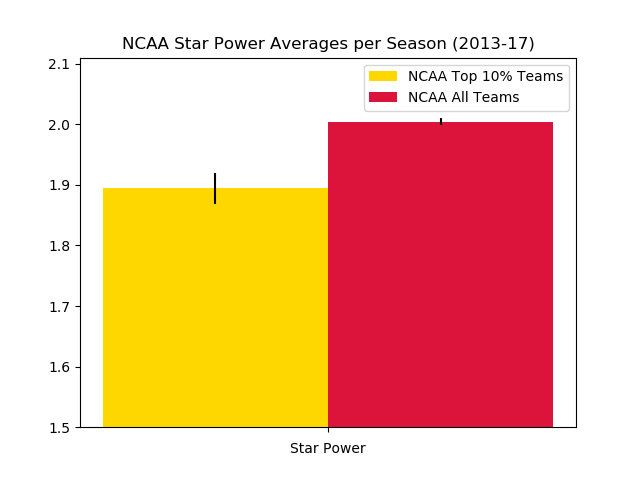 NCAA Star Power Averages per Season (2013-17)
2.1
2.0
1.9
1.8
1.7
1.6
1.5
NCAA Top 10% Teams
NCAA All Teams
Star Power